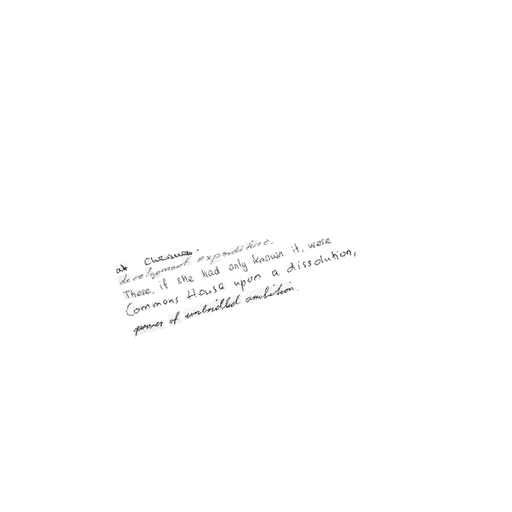 at
development expenditure.
These, if she had only known it, were
Commons House upon a dissolution,
power of unbridled ambition.